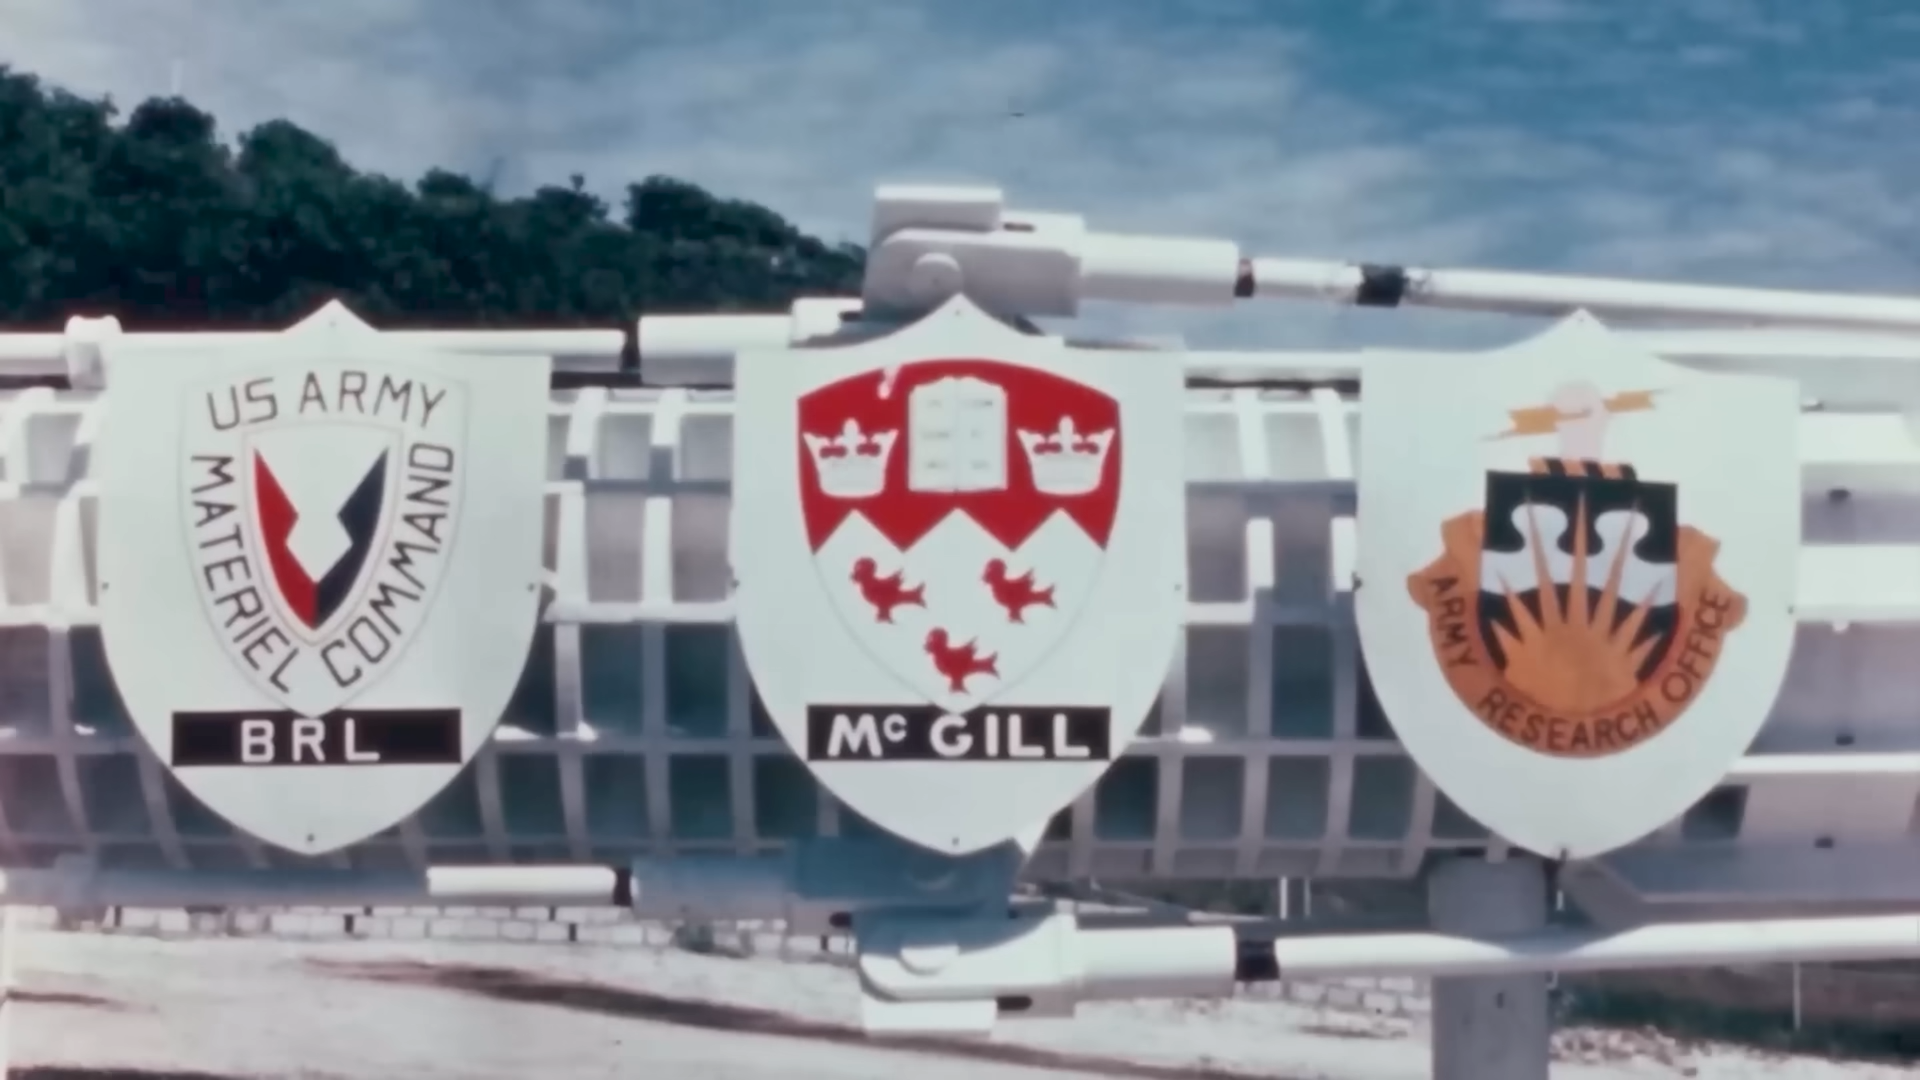 US ARMY
MATERIEL COMMAND
BRL
McGILL
ARMY RESEARCH OFFICE